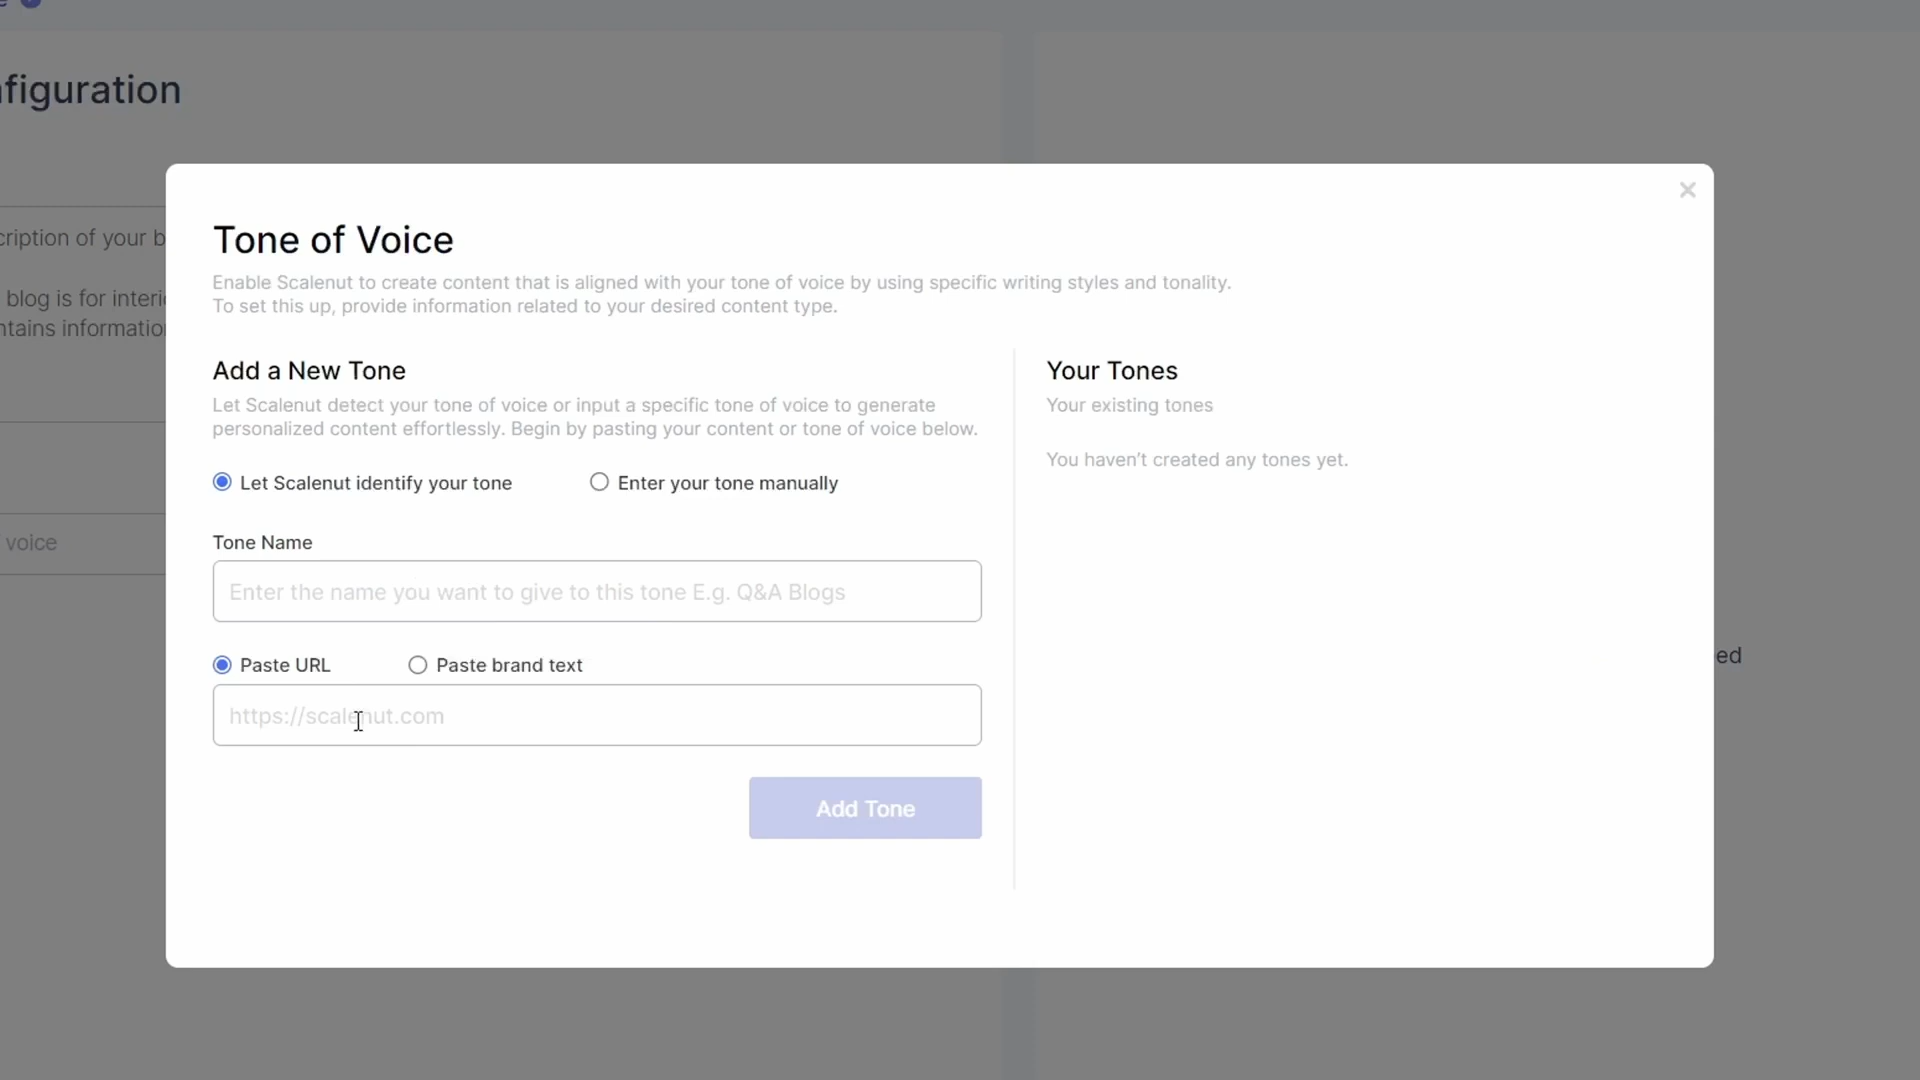 figuration
cription of your b
blog is for interi
ntains informatio
voice
ed
Tone of Voice
Enable Scalenut to create content that is aligned with your tone of voice by using specific writing styles and tonality.
To set this up, provide information related to your desired content type.
Add a New Tone
Let Scalenut detect your tone of voice or input a specific tone of voice to generate
personalized content effortlessly. Begin by pasting your content or tone of voice below.
Let Scalenut identify your tone Enter your tone manually
Tone Name
Enter the name you want to give to this tone E.g. Q&A Blogs
Paste URL Paste brand text
https://scalenut.com
Add Tone
Your Tones
Your existing tones
You haven't created any tones yet.